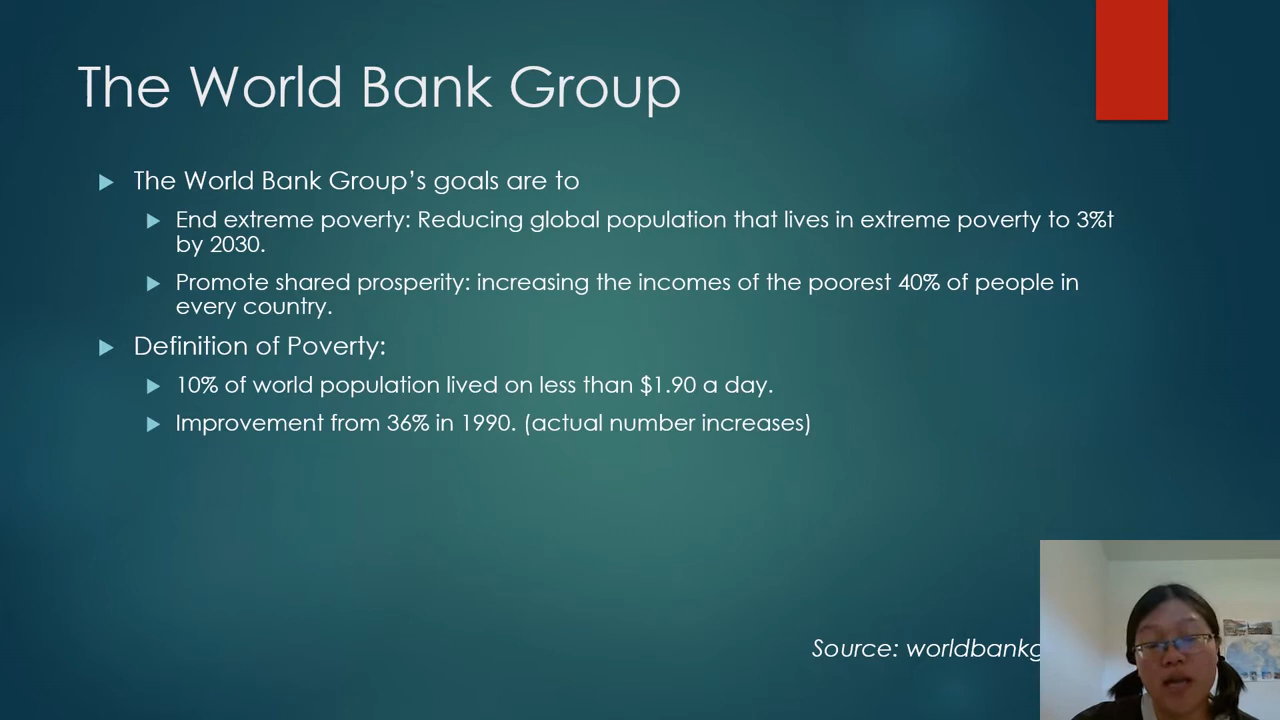 The World Bank Group
The World Bank Group's goals are to
End extreme poverty: Reducing global population that lives in extreme poverty to 3%t
by 2030.
Promote shared prosperity: increasing the incomes of the poorest 40% of people in
every country.
Definition of Poverty:
10% of world population lived on less than $1.90 a day.
Improvement from 36% in 1990. (actual number increases)
Source: